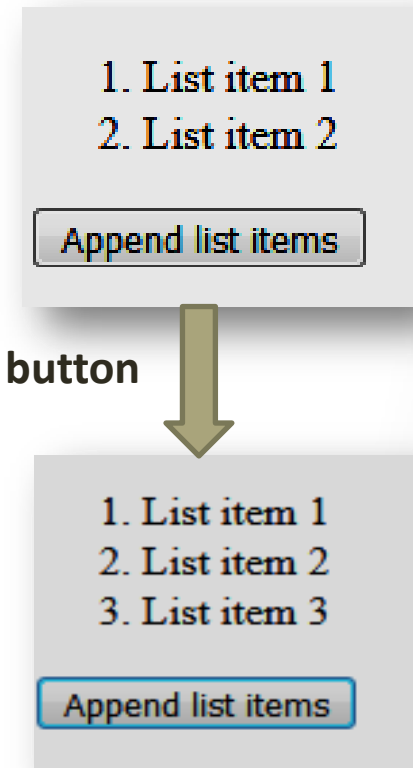 1. List item 1
2. List item 2
Append list items
button
1. List item 1
2. List item 2
3. List item 3
Append list items